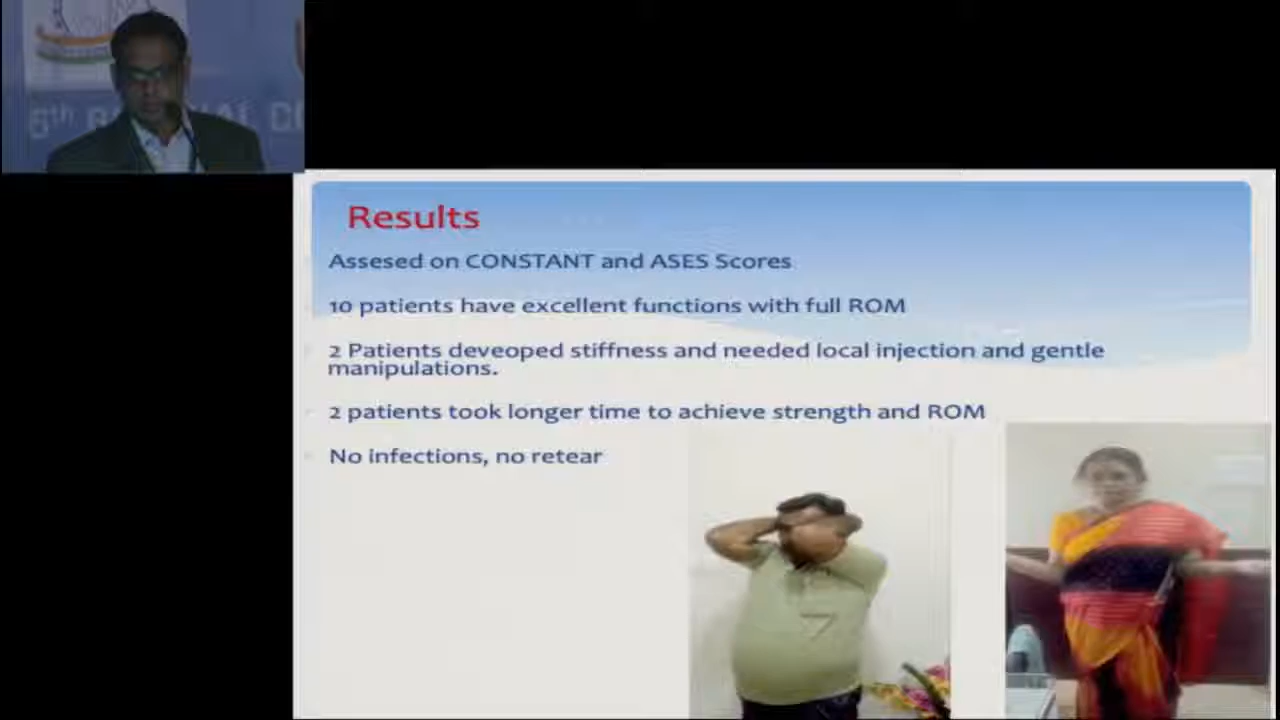 6th
Results
Assesed on CONSTANT and ASES Scores
10 patients have excellent functions with full ROM
2 Patients deveoped stiffness and needed local injection and gentle
manipulations.
2 patients took longer time to achieve strength and ROM
No infections, no retear